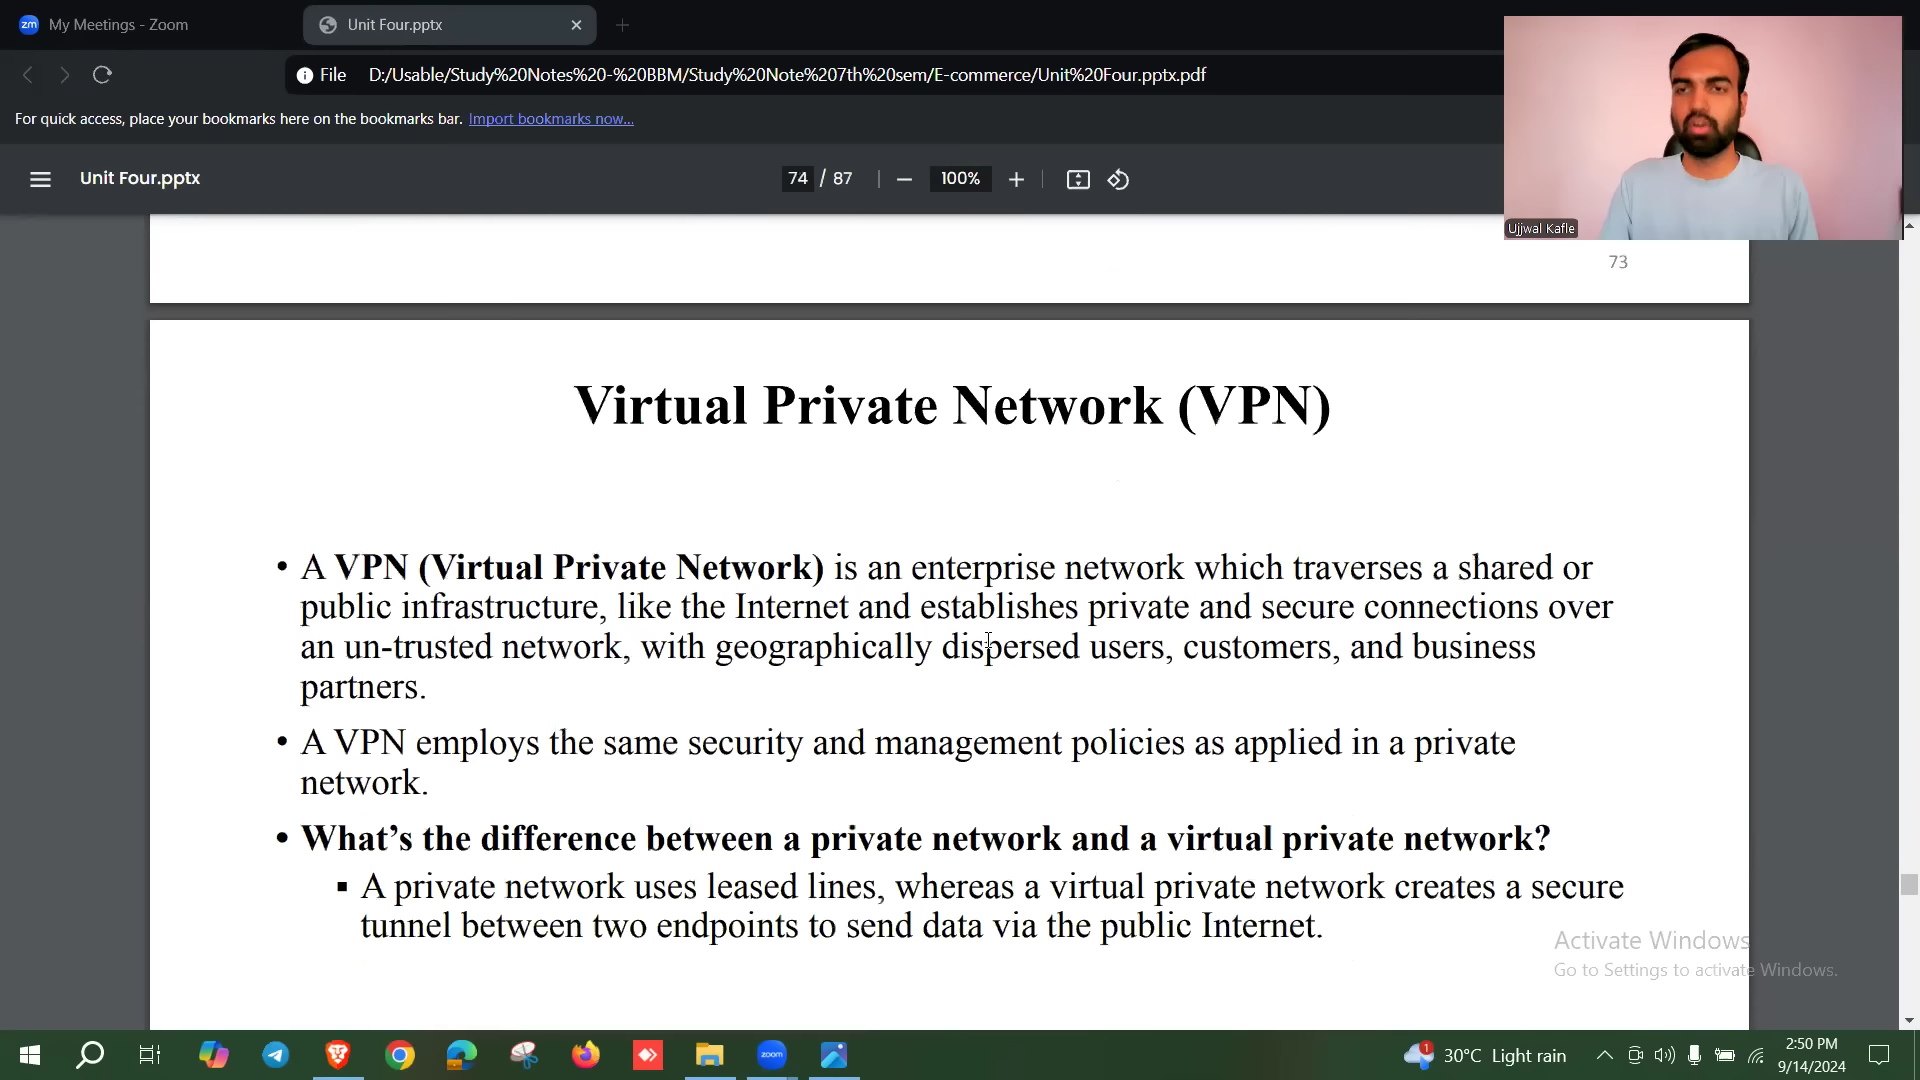 My Meetings - Zoom
Unit Four.pptx
File D:/Usable/Study%20Notes%20-%20BBM/Study%20Note%207th%20sem/E-commerce/Unit%20Four.pptx.pdf
For quick access, place your bookmarks here on the bookmarks bar. Import bookmarks now...
Unit Four.pptx
74 / 87
100%
Ujjwal Kafle
73
Virtual Private Network (VPN)
• A VPN (Virtual Private Network) is an enterprise network which traverses a shared or
public infrastructure, like the Internet and establishes private and secure connections over
an un-trusted network, with geographically dispersed users, customers, and business
partners.
• A VPN employs the same security and management policies as applied in a private
network.
• What’s the difference between a private network and a virtual private network?
▪ A private network uses leased lines, whereas a virtual private network creates a secure
tunnel between two endpoints to send data via the public Internet.
Activate Windows
Go to Settings to activate Windows.
zm
zoom
1
30°C Light rain
2:50 PM
9/14/2024